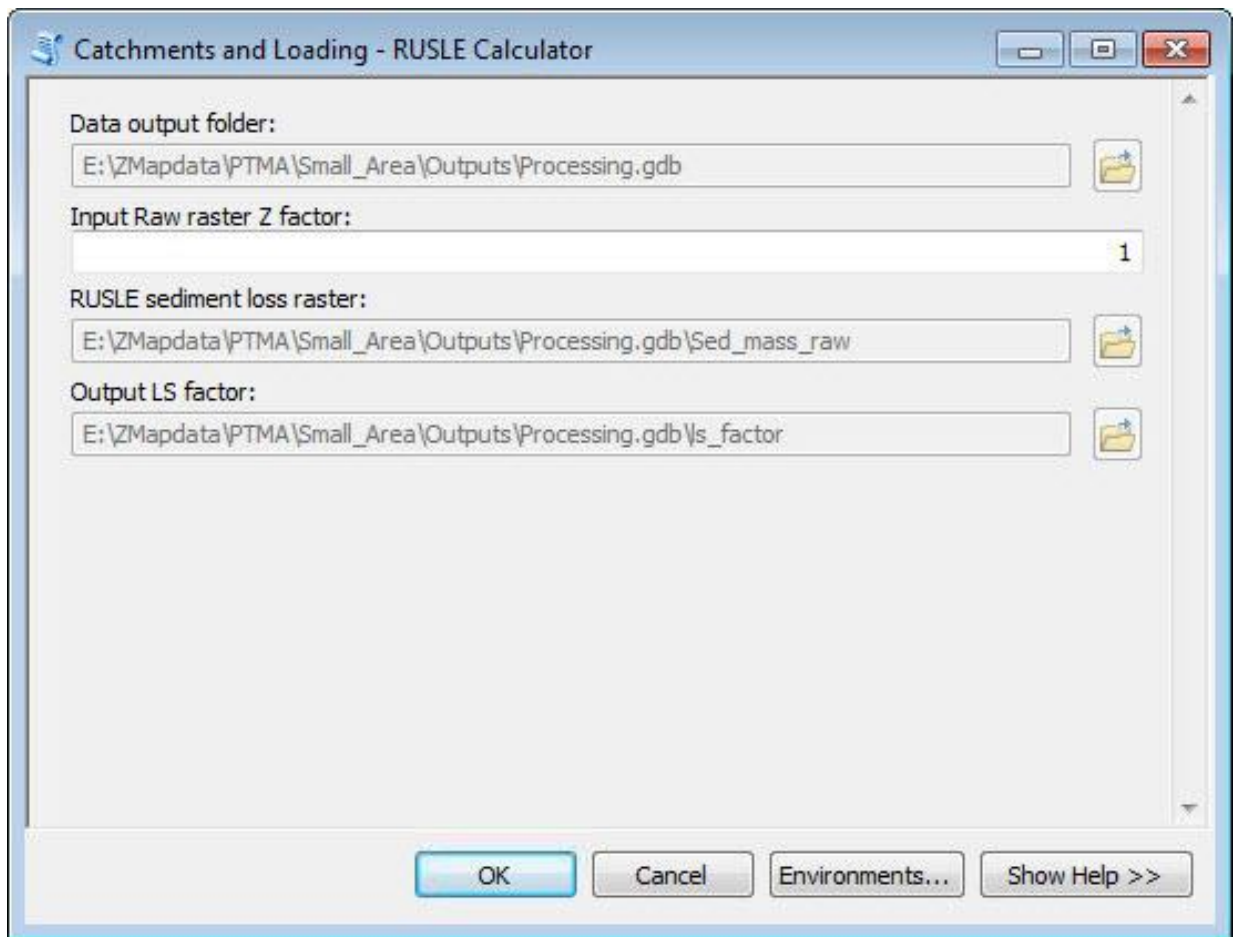 Catchments and Loading - RUSLE Calculator
Data output folder:
E:\ZMapdata\PTMA\Small_Area\Outputs\Processing.gdb
Input Raw raster Z factor:
1
RUSLE sediment loss raster:
E:\ZMapdata\PTMA\Small_Area\Outputs\Processing.gdb\Sed_mass_raw
Output LS factor:
E:\ZMapdata\PTMA\Small_Area\Outputs\Processing.gdb\ls_factor
OK Cancel Environments... Show Help >>